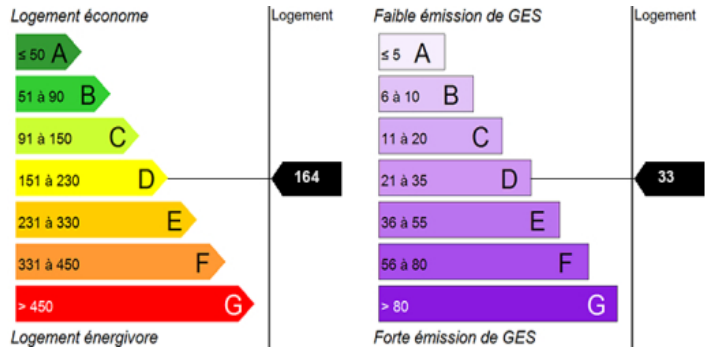 Logement économe
Logement
≤ 50 A
51 à 90 B
91 à 150 C
151 à 230 D
164
231 à 330 E
331 à 450 F
> 450 G
Logement énergivore
Faible émission de GES
Logement
≤ 5 A
6 à 10 B
11 à 20 C
21 à 35 D
33
36 à 55 E
56 à 80 F
> 80 G
Forte émission de GES